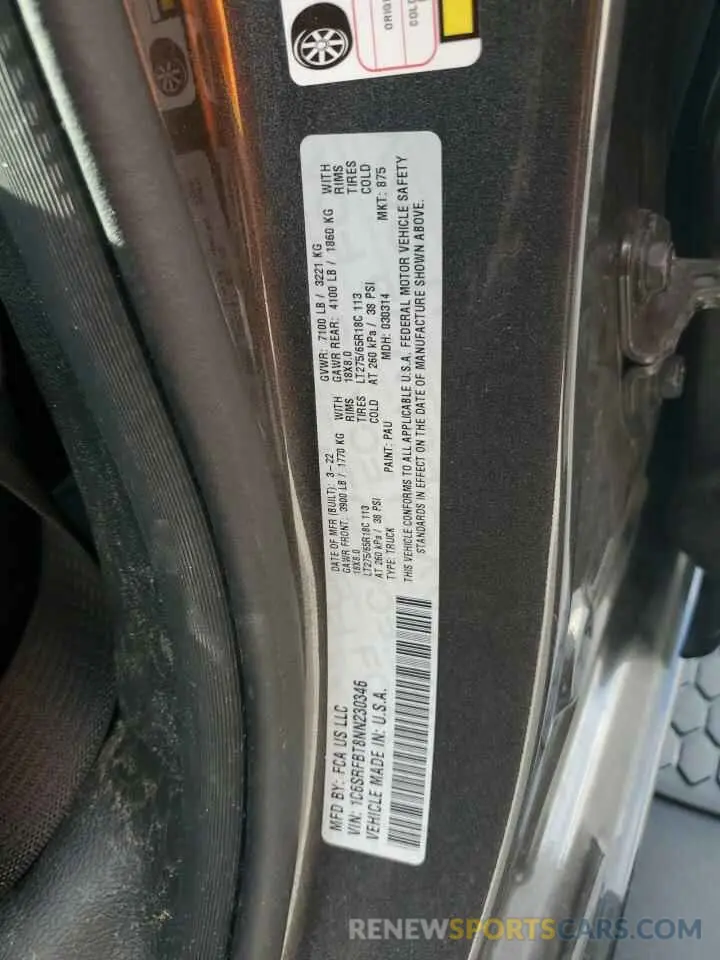 ORIGI
COLD
MFD BY: FCA US LLC
VIN: 1C6SRFBT8NN230346
VEHICLE MADE IN: U.S.A.
DATE OF MFR (BUILT): 3-22
GAWR FRONT: 3900 LB / 1770 KG WITH
18X8.0 RIMS
LT275/65R18C 113 TIRES
AT 260 kPa / 38 PSI COLD
TYPE: TRUCK PAINT: PAU
GVWR: 7100 LB / 3221 KG
GAWR REAR: 4100 LB / 1860 KG WITH
18X8.0 RIMS
LT275/65R18C 113 TIRES
AT 260 kPa / 38 PSI COLD
MDH: 030314 MKT: 875
THIS VEHICLE CONFORMS TO ALL APPLICABLE U.S.A. FEDERAL MOTOR VEHICLE SAFETY
STANDARDS IN EFFECT ON THE DATE OF MANUFACTURE SHOWN ABOVE.
RENEWSPORTSCARS.COM